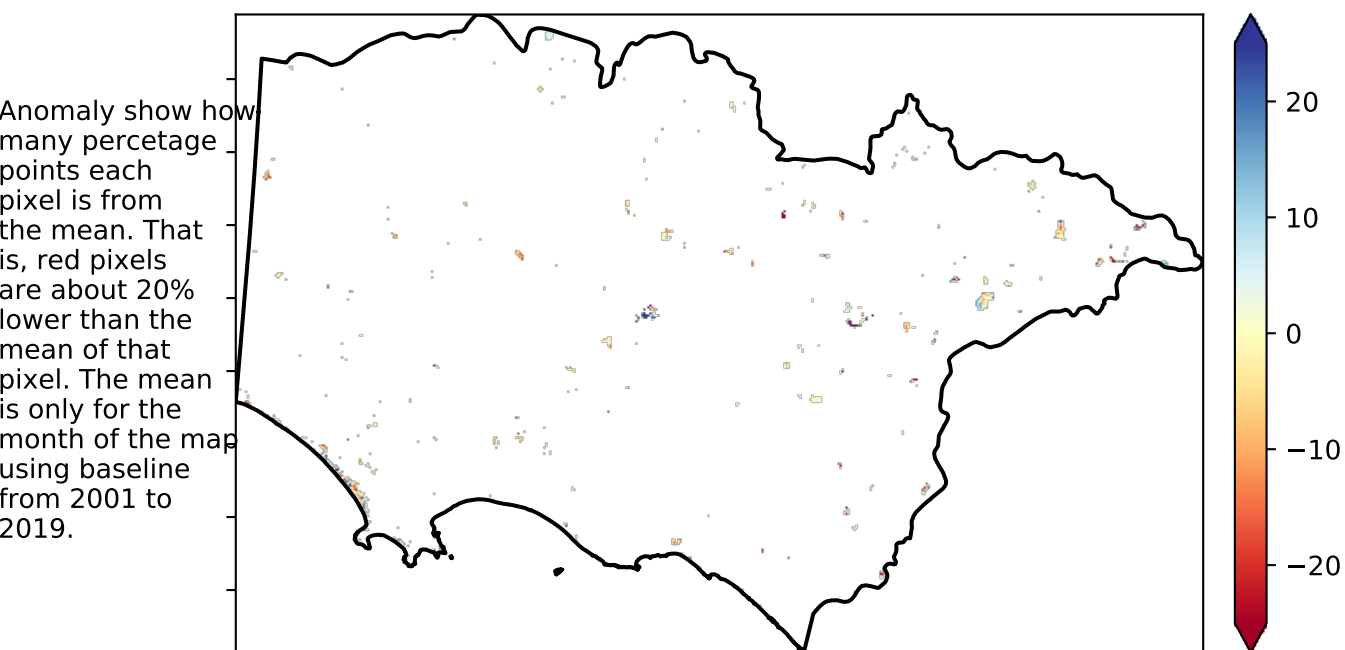 Anomaly show how
many percetage
points each
pixel is from
the mean. That
is, red pixels
are about 20%
lower than the
mean of that
pixel. The mean
is only for the
month of the map
using baseline
from 2001 to
2019.
20
10
0
−10
−20